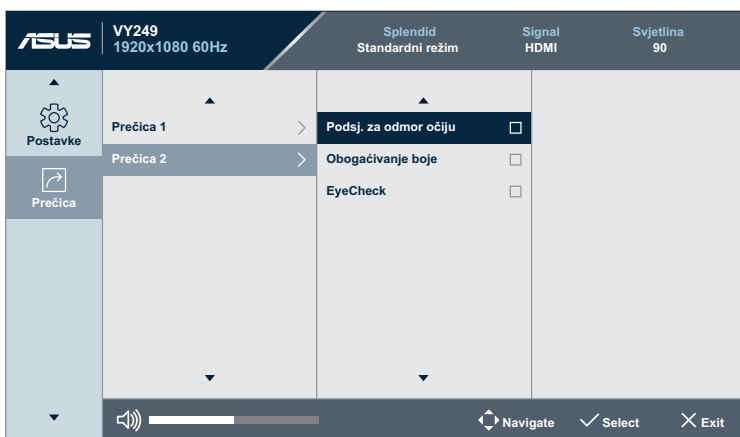 ASUS
VY249
1920x1080 60Hz
Splendid
Standardni režim
Signal
HDMI
Svjetlina
90
Postavke
Prečica
Prečica 1
Prečica 2
Podsj. za odmor očiju
Obogaćivanje boje
EyeCheck
Navigate
Select
Exit